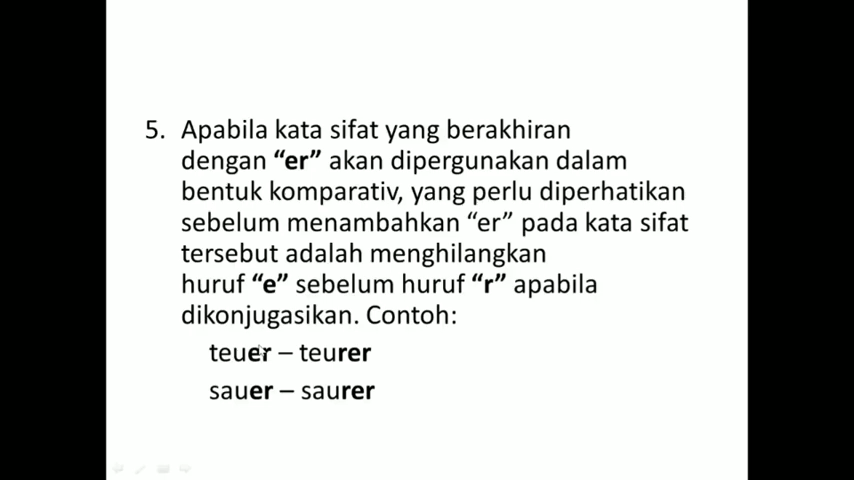 5. Apabila kata sifat yang berakhiran
dengan “er” akan dipergunakan dalam
bentuk komparativ, yang perlu diperhatikan
sebelum menambahkan “er” pada kata sifat
tersebut adalah menghilangkan
huruf “e” sebelum huruf “r” apabila
dikonjugasikan. Contoh:
teuer – teurer
sauer – saurer